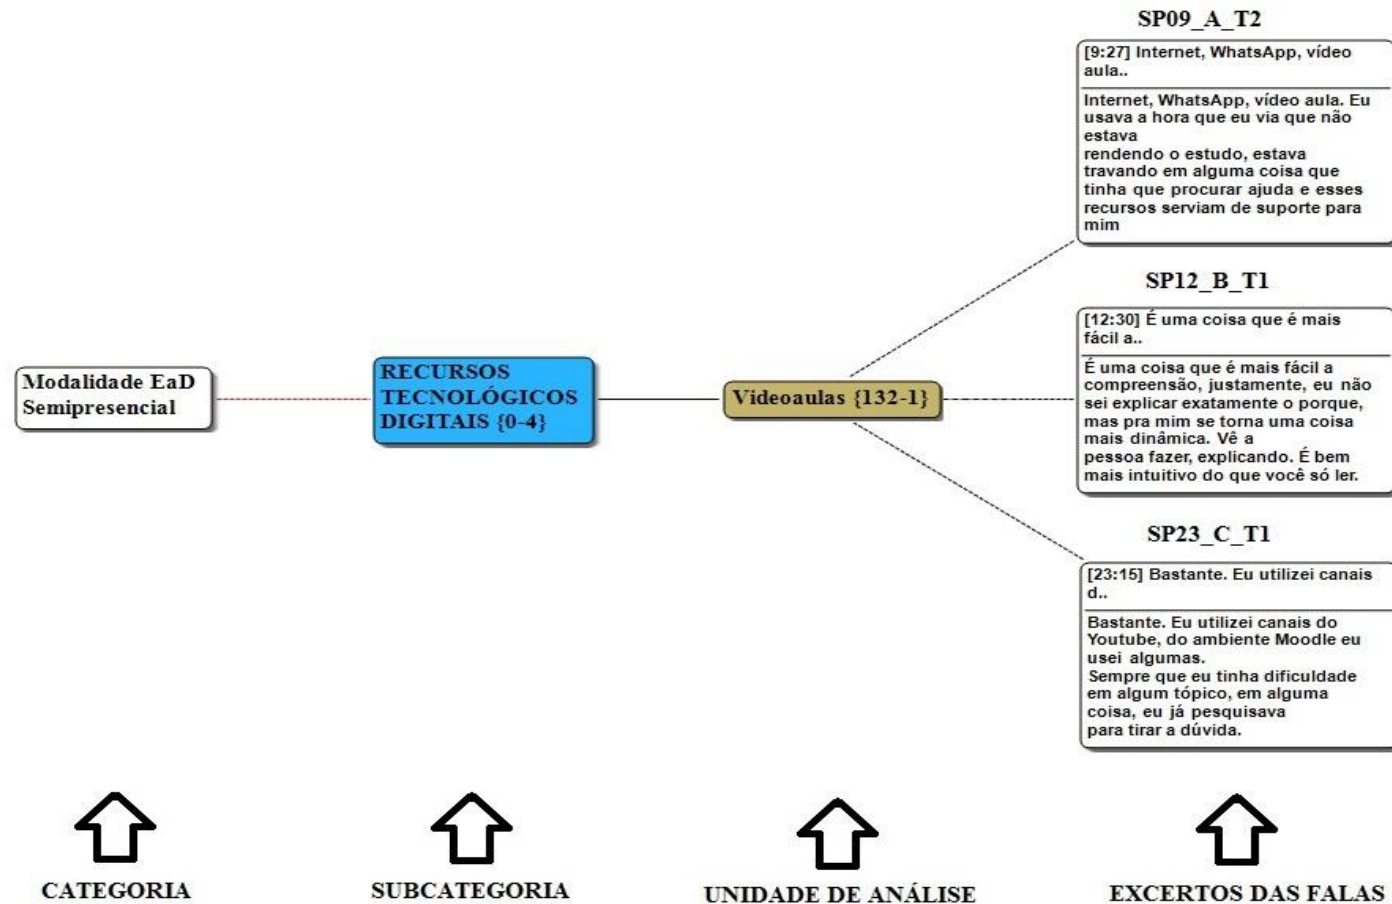 Modalidade EaD
Semipresencial
RECURSOS
TECNOLÓGICOS
DIGITAIS {0-4}
Videoaulas {132-1}
SP09_A_T2
[9:27] Internet, WhatsApp, vídeo
aula..
Internet, WhatsApp, vídeo aula. Eu
usava a hora que eu via que não
estava
rendendo o estudo, estava
travando em alguma coisa que
tinha que procurar ajuda e esses
recursos serviam de suporte para
mim
SP12_B_T1
[12:30] É uma coisa que é mais
fácil a..
É uma coisa que é mais fácil a
compreensão, justamente, eu não
sei explicar exatamente o porque,
mas pra mim se torna uma coisa
mais dinâmica. Vê a
pessoa fazer, explicando. É bem
mais intuitivo do que você só ler.
SP23_C_T1
[23:15] Bastante. Eu utilizei canais
d..
Bastante. Eu utilizei canais do
Youtube, do ambiente Moodle eu
usei algumas.
Sempre que eu tinha dificuldade
em algum tópico, em alguma
coisa, eu já pesquisava
para tirar a dúvida.
CATEGORIA
SUBCATEGORIA
UNIDADE DE ANÁLISE
EXCERTOS DAS FALAS